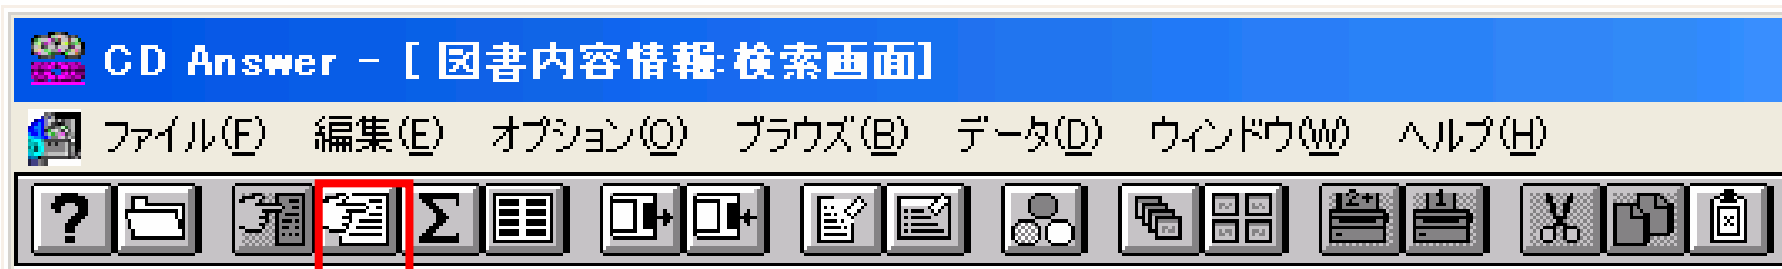 CD Answer - [ 図書内容情報:検索画面]
ファイル(F) 編集(E) オプション(O) ブラウズ(B) データ(D) ウィンドウ(W) ヘルプ(H)
? Σ 2+ 1